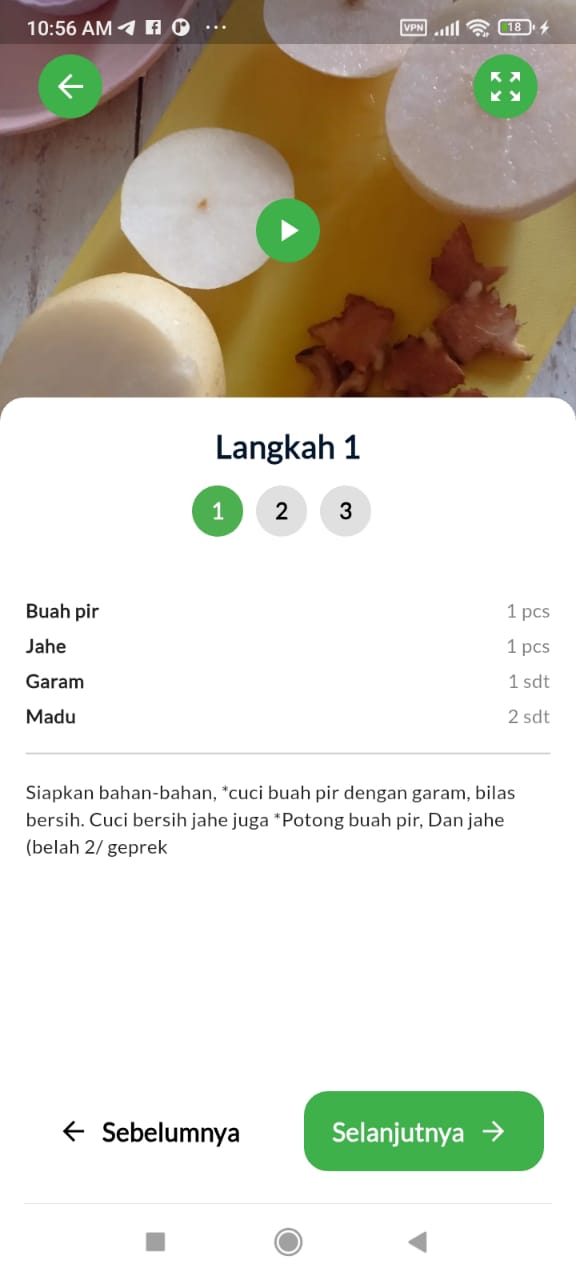 10:56 AM
VPN
18
Langkah 1
1 2 3
Buah pir 1 pcs
Jahe 1 pcs
Garam 1 sdt
Madu 2 sdt
Siapkan bahan-bahan, *cuci buah pir dengan garam, bilas
bersih. Cuci bersih jahe juga *Potong buah pir, Dan jahe
(belah 2/ geprek
Sebelumnya
Selanjutnya